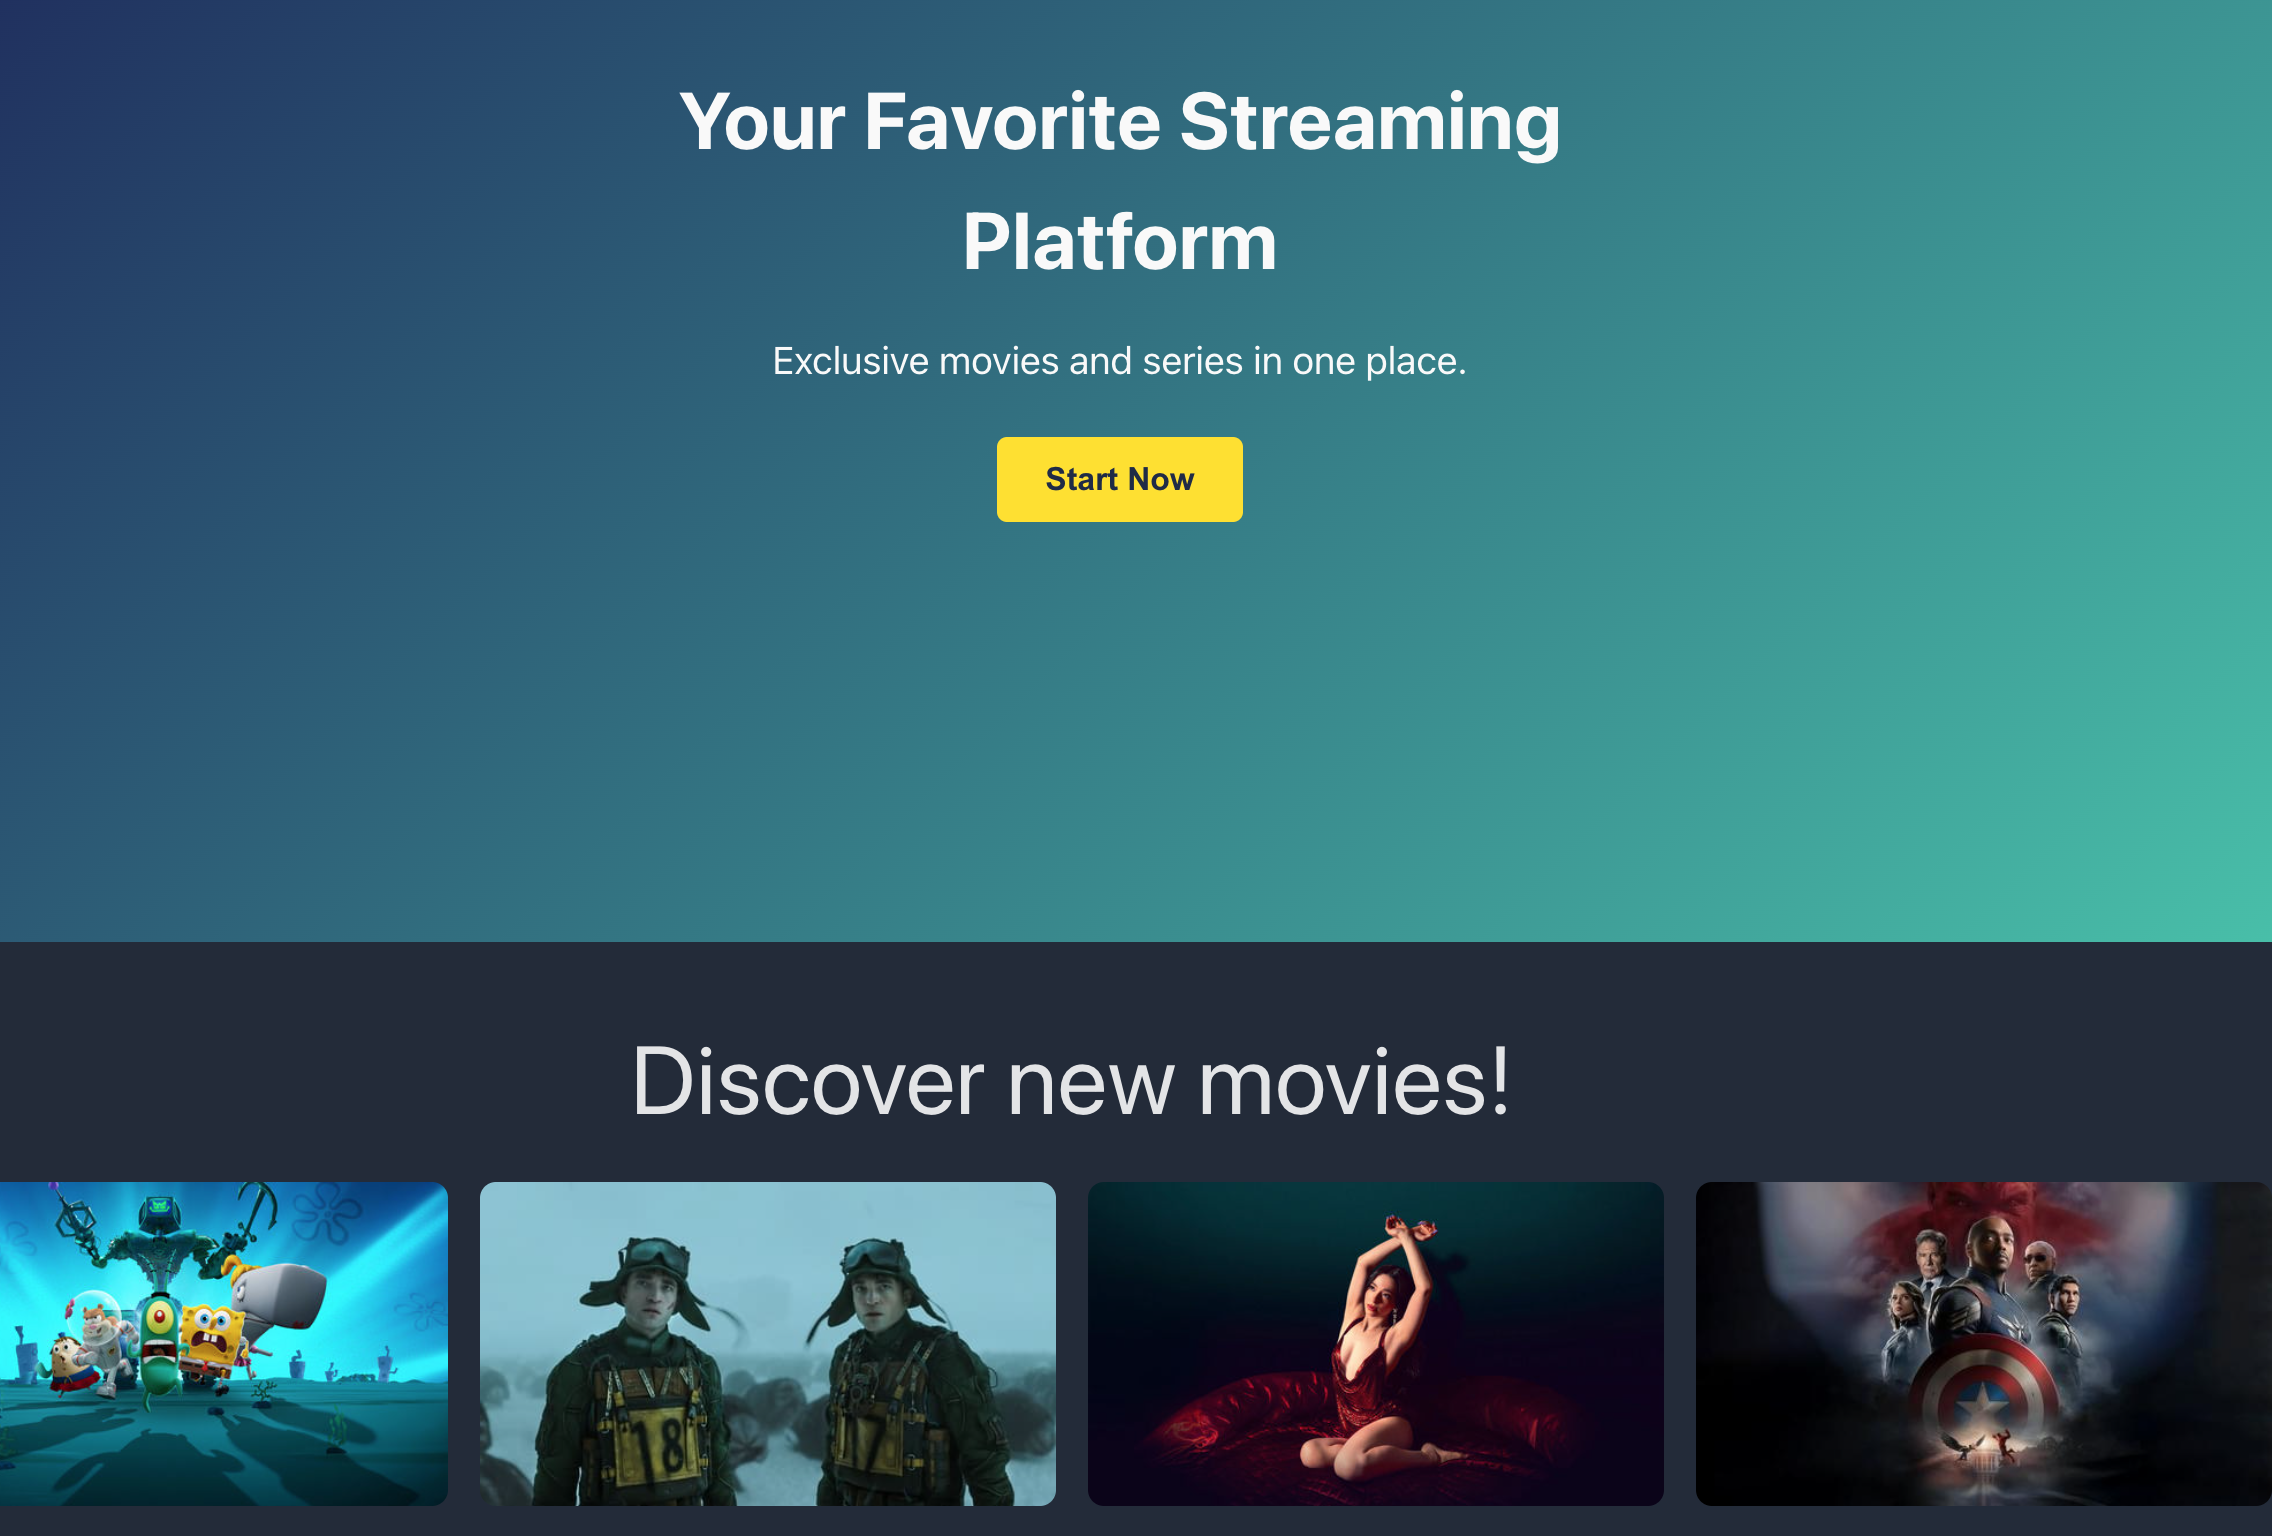 Your Favorite Streaming
Platform
Exclusive movies and series in one place.
Start Now
Discover new movies!
18
17